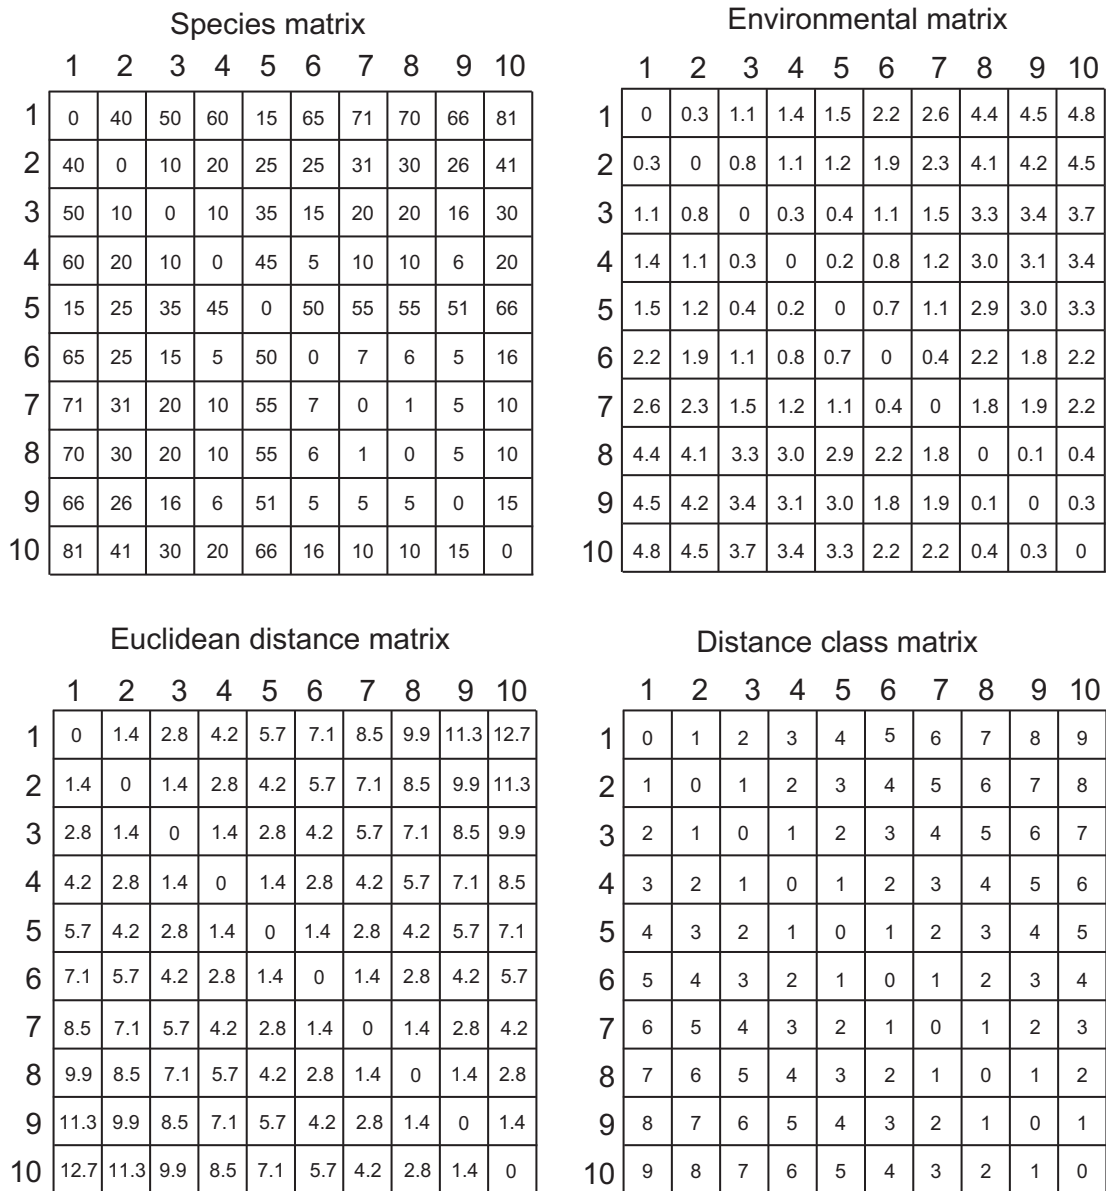 Species matrix
1 2 3 4 5 6 7 8 9 10
1 0 40 50 60 15 65 71 70 66 81
2 40 0 10 20 25 25 31 30 26 41
3 50 10 0 10 35 15 20 20 16 30
4 60 20 10 0 45 5 10 10 6 20
5 15 25 35 45 0 50 55 55 51 66
6 65 25 15 5 50 0 7 6 5 16
7 71 31 20 10 55 7 0 1 5 10
8 70 30 20 10 55 6 1 0 5 10
9 66 26 16 6 51 5 5 5 0 15
10 81 41 30 20 66 16 10 10 15 0
Environmental matrix
1 2 3 4 5 6 7 8 9 10
1 0 0.3 1.1 1.4 1.5 2.2 2.6 4.4 4.5 4.8
2 0.3 0 0.8 1.1 1.2 1.9 2.3 4.1 4.2 4.5
3 1.1 0.8 0 0.3 0.4 1.1 1.5 3.3 3.4 3.7
4 1.4 1.1 0.3 0 0.2 0.8 1.2 3.0 3.1 3.4
5 1.5 1.2 0.4 0.2 0 0.7 1.1 2.9 3.0 3.3
6 2.2 1.9 1.1 0.8 0.7 0 0.4 2.2 1.8 2.2
7 2.6 2.3 1.5 1.2 1.1 0.4 0 1.8 1.9 2.2
8 4.4 4.1 3.3 3.0 2.9 2.2 1.8 0 0.1 0.4
9 4.5 4.2 3.4 3.1 3.0 1.8 1.9 0.1 0 0.3
10 4.8 4.5 3.7 3.4 3.3 2.2 2.2 0.4 0.3 0
Euclidean distance matrix
1 2 3 4 5 6 7 8 9 10
1 0 1.4 2.8 4.2 5.7 7.1 8.5 9.9 11.3 12.7
2 1.4 0 1.4 2.8 4.2 5.7 7.1 8.5 9.9 11.3
3 2.8 1.4 0 1.4 2.8 4.2 5.7 7.1 8.5 9.9
4 4.2 2.8 1.4 0 1.4 2.8 4.2 5.7 7.1 8.5
5 5.7 4.2 2.8 1.4 0 1.4 2.8 4.2 5.7 7.1
6 7.1 5.7 4.2 2.8 1.4 0 1.4 2.8 4.2 5.7
7 8.5 7.1 5.7 4.2 2.8 1.4 0 1.4 2.8 4.2
8 9.9 8.5 7.1 5.7 4.2 2.8 1.4 0 1.4 2.8
9 11.3 9.9 8.5 7.1 5.7 4.2 2.8 1.4 0 1.4
10 12.7 11.3 9.9 8.5 7.1 5.7 4.2 2.8 1.4 0
Distance class matrix
1 2 3 4 5 6 7 8 9 10
1 0 1 2 3 4 5 6 7 8 9
2 1 0 1 2 3 4 5 6 7 8
3 2 1 0 1 2 3 4 5 6 7
4 3 2 1 0 1 2 3 4 5 6
5 4 3 2 1 0 1 2 3 4 5
6 5 4 3 2 1 0 1 2 3 4
7 6 5 4 3 2 1 0 1 2 3
8 7 6 5 4 3 2 1 0 1 2
9 8 7 6 5 4 3 2 1 0 1
10 9 8 7 6 5 4 3 2 1 0